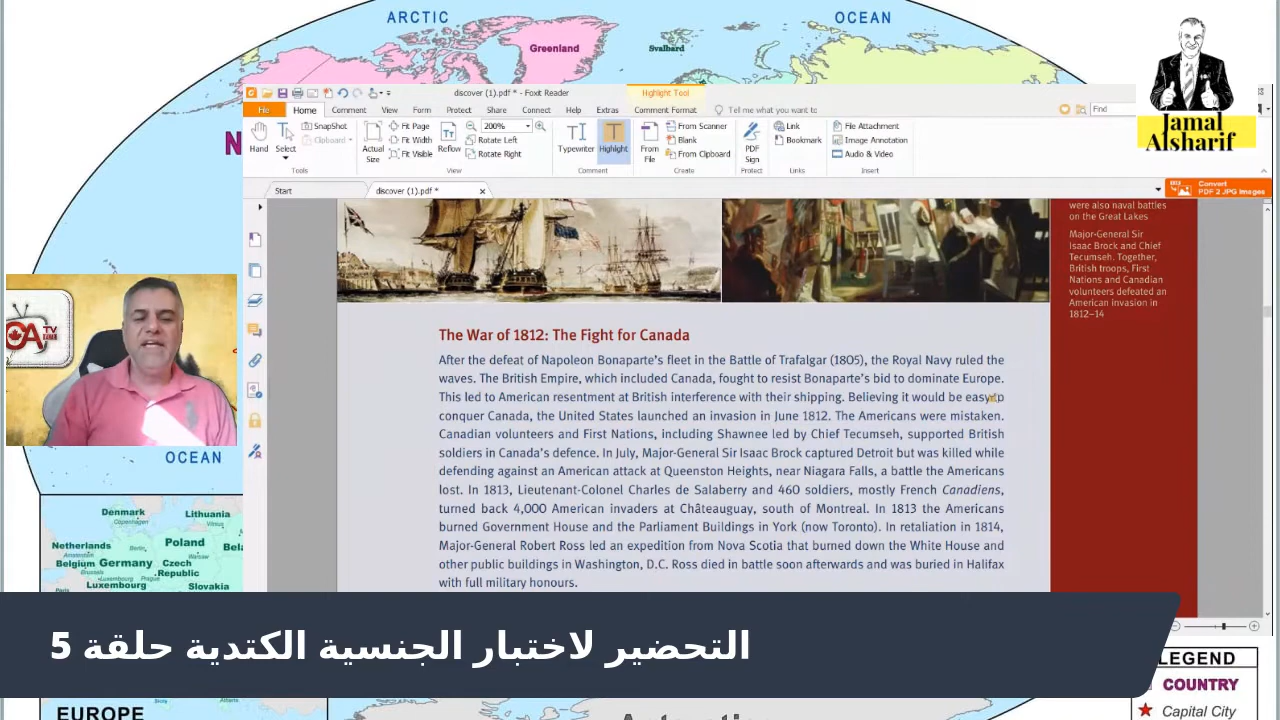 ARCTIC
OCEAN
Greenland
Svalbard
Jamal
Alsharif
discover (1).pdf * - Foxit Reader
Highlight Tool
File
Home
Comment
View
Form
Protect
Share
Connect
Help
Extras
Comment Format
Tell me what you want to
Find
Hand
Select
SnapShot
Clipboard
Tools
Actual
Size
Fit Page
Fit Width
Fit Visible
Reflow
200%
Rotate Left
Rotate Right
View
Typewriter
Highlight
Comment
From
File
From Scanner
Blank
From Clipboard
Create
PDF
Sign
Protect
Link
Bookmark
Links
File Attachment
Image Annotation
Audio & Video
Insert
Start
discover (1).pdf *
Convert
PDF 2 JPG Images
were also naval battles
on the Great Lakes
Major-General Sir
Isaac Brock and Chief
Tecumseh. Together,
British troops, First
Nations and Canadian
volunteers defeated an
American invasion in
1812–14
The War of 1812: The Fight for Canada
After the defeat of Napoleon Bonaparte’s fleet in the Battle of Trafalgar (1805), the Royal Navy ruled the
waves. The British Empire, which included Canada, fought to resist Bonaparte’s bid to dominate Europe.
This led to American resentment at British interference with their shipping. Believing it would be easy
conquer Canada, the United States launched an invasion in June 1812. The Americans were mistaken.
Canadian volunteers and First Nations, including Shawnee led by Chief Tecumseh, supported British
soldiers in Canada’s defence. In July, Major-General Sir Isaac Brock captured Detroit but was killed while
defending against an American attack at Queenston Heights, near Niagara Falls, a battle the Americans
lost. In 1813, Lieutenant-Colonel Charles de Salaberry and 460 soldiers, mostly French Canadiens,
turned back 4,000 American invaders at Châteauguay, south of Montreal. In 1813 the Americans
burned Government House and the Parliament Buildings in York (now Toronto). In retaliation in 1814,
Major-General Robert Ross led an expedition from Nova Scotia that burned down the White House and
other public buildings in Washington, D.C. Ross died in battle soon afterwards and was buried in Halifax
with full military honours.
TV
OCEAN
Denmark
Copenhagen
Lithuania
Vilnius
Netherlands
Amsterdam
Berlin
Poland
Warsaw
Belgium
Germany
Brussels
Czech
Republic
Luxembourg
Prague
Luxembourg
Slovakia
Paris
التحضير لاختبار الجنسية الكتدية حلقة 5
EUROPE
LEGEND
COUNTRY
Capital City